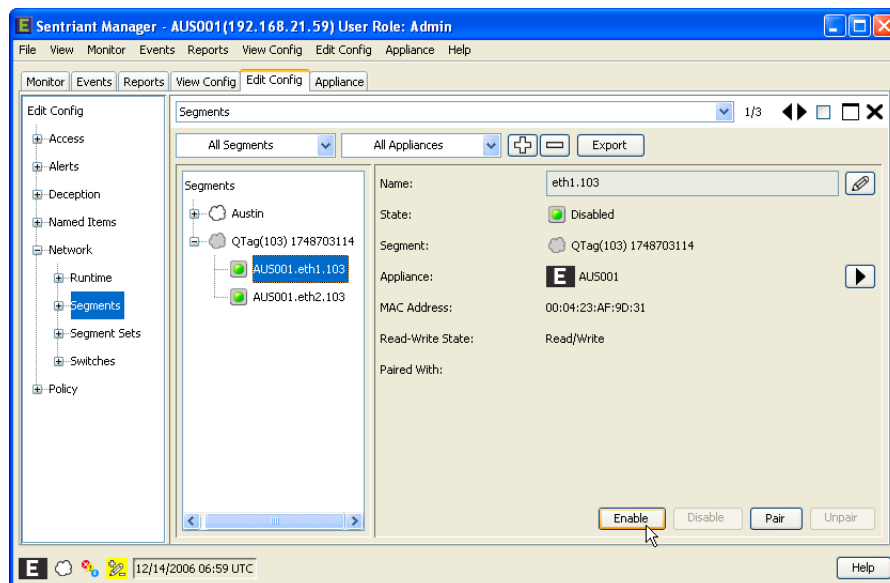 E Sentriant Manager - AUS001(192.168.21.59) User Role: Admin
File View Monitor Events Reports View Config Edit Config Appliance Help
Monitor Events Reports View Config Edit Config Appliance
Edit Config
Access
Alerts
Deception
Named Items
Network
Runtime
Segments
Segment Sets
Switches
Policy
Segments 1/3
All Segments All Appliances Export
Segments
Austin
QTag(103) 1748703114
AUS001.eth1.103
AUS001.eth2.103
Name: eth1.103
State: Disabled
Segment: QTag(103) 1748703114
Appliance: E AUS001
MAC Address: 00:04:23:AF:9D:31
Read-Write State: Read/Write
Paired With:
Enable Disable Pair Unpair
E 12/14/2006 06:59 UTC Help